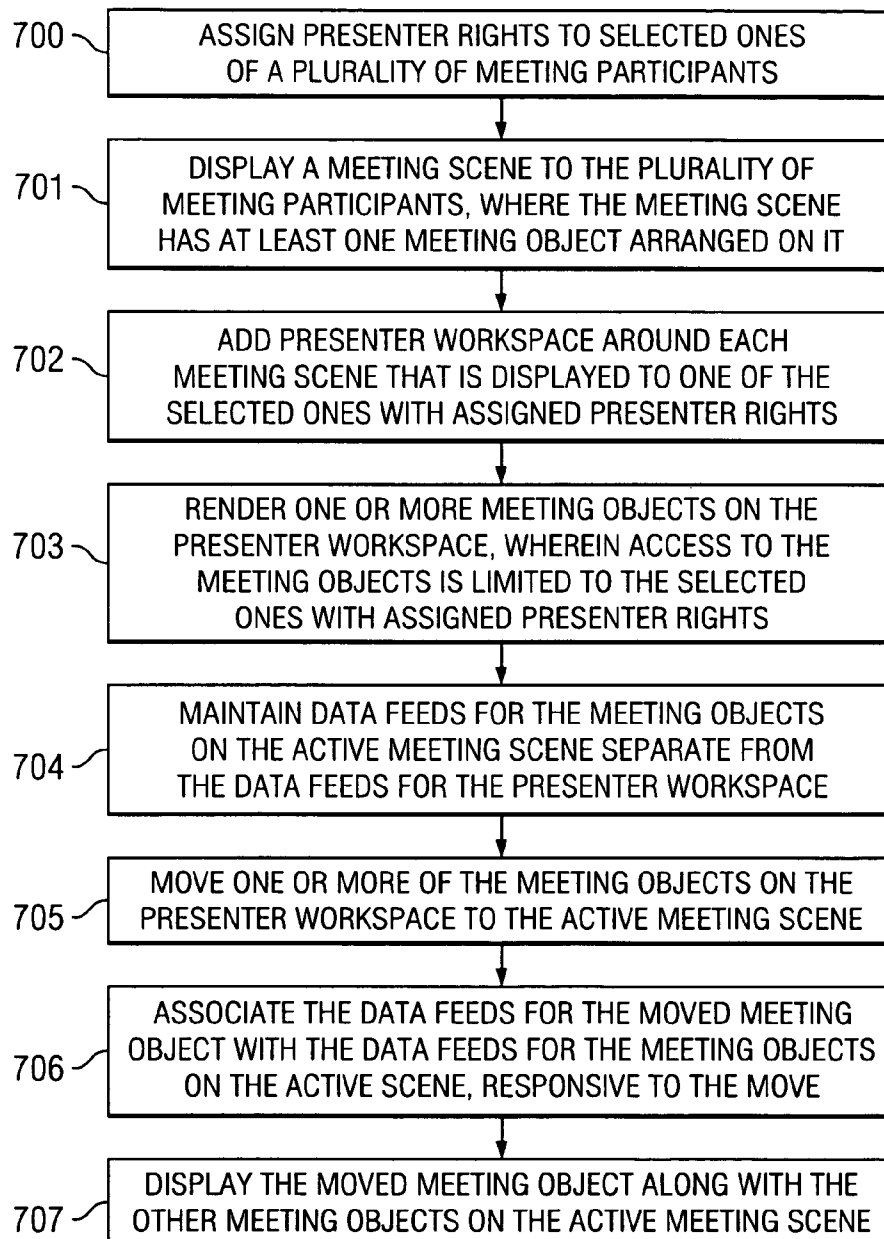 700
ASSIGN PRESENTER RIGHTS TO SELECTED ONES
OF A PLURALITY OF MEETING PARTICIPANTS
701
DISPLAY A MEETING SCENE TO THE PLURALITY OF
MEETING PARTICIPANTS, WHERE THE MEETING SCENE
HAS AT LEAST ONE MEETING OBJECT ARRANGED ON IT
702
ADD PRESENTER WORKSPACE AROUND EACH
MEETING SCENE THAT IS DISPLAYED TO ONE OF THE
SELECTED ONES WITH ASSIGNED PRESENTER RIGHTS
703
RENDER ONE OR MORE MEETING OBJECTS ON THE
PRESENTER WORKSPACE, WHEREIN ACCESS TO THE
MEETING OBJECTS IS LIMITED TO THE SELECTED
ONES WITH ASSIGNED PRESENTER RIGHTS
704
MAINTAIN DATA FEEDS FOR THE MEETING OBJECTS
ON THE ACTIVE MEETING SCENE SEPARATE FROM
THE DATA FEEDS FOR THE PRESENTER WORKSPACE
705
MOVE ONE OR MORE OF THE MEETING OBJECTS ON THE
PRESENTER WORKSPACE TO THE ACTIVE MEETING SCENE
706
ASSOCIATE THE DATA FEEDS FOR THE MOVED MEETING
OBJECT WITH THE DATA FEEDS FOR THE MEETING OBJECTS
ON THE ACTIVE SCENE, RESPONSIVE TO THE MOVE
707
DISPLAY THE MOVED MEETING OBJECT ALONG WITH THE
OTHER MEETING OBJECTS ON THE ACTIVE MEETING SCENE